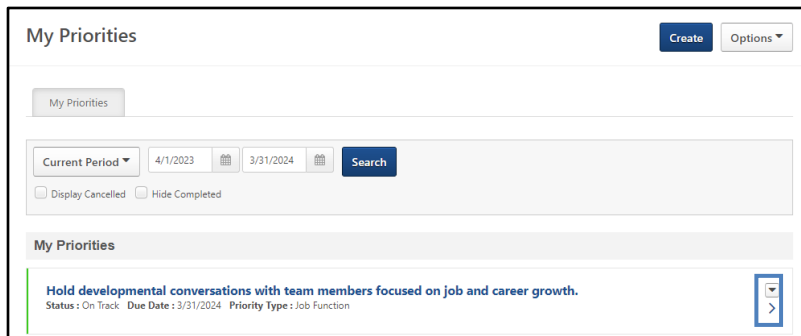 My Priorities
Create
Options
My Priorities
Current Period
4/1/2023
3/31/2024
Search
Display Cancelled
Hide Completed
My Priorities
Hold developmental conversations with team members focused on job and career growth.
Status : On Track Due Date : 3/31/2024 Priority Type : Job Function